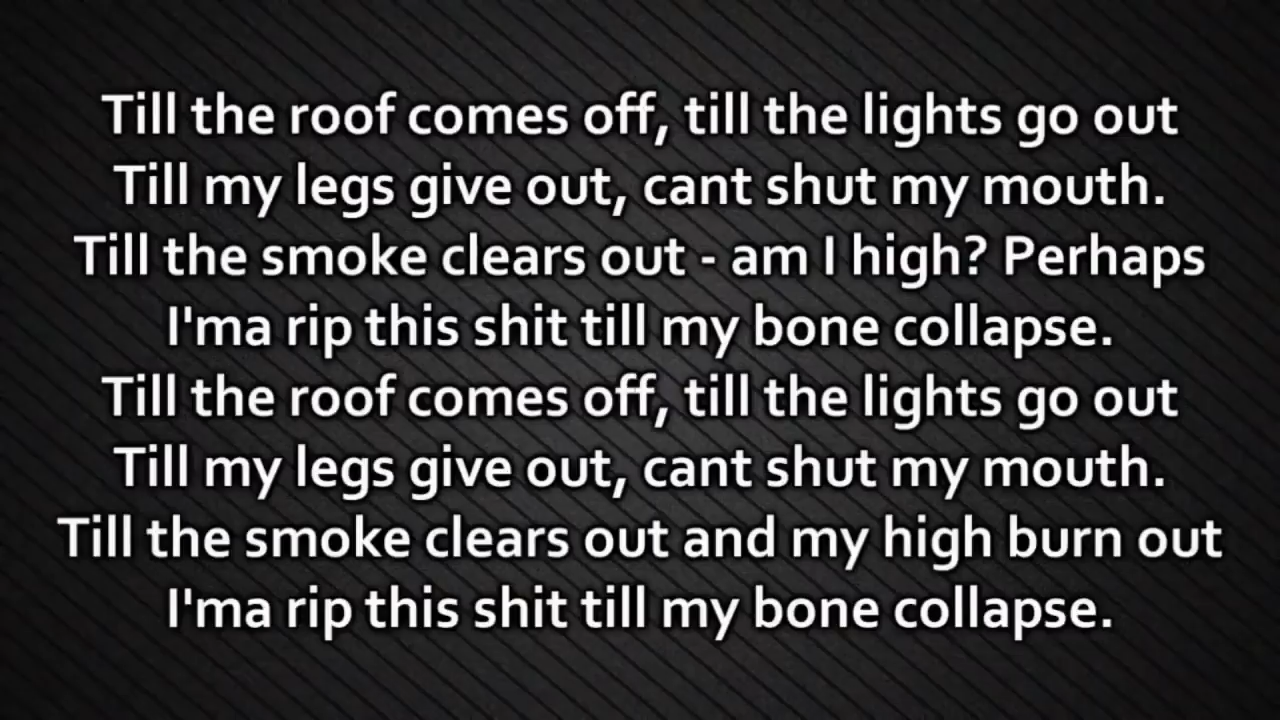 Till the roof comes off, till the lights go out
Till my legs give out, cant shut my mouth.
Till the smoke clears out - am I high? Perhaps
I'ma rip this shit till my bone collapse.
Till the roof comes off, till the lights go out
Till my legs give out, cant shut my mouth.
Till the smoke clears out and my high burn out
I'ma rip this shit till my bone collapse.